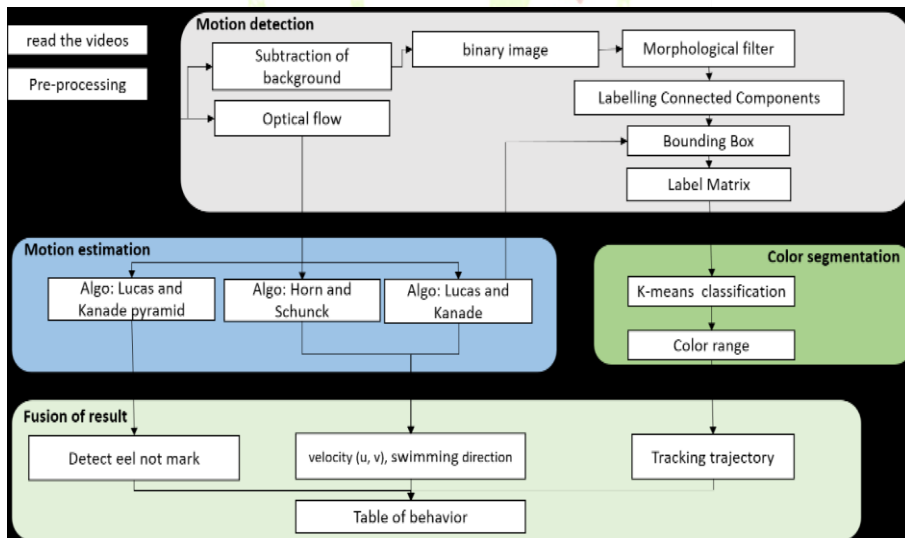 Motion detection
read the videos
Pre-processing
Subtraction of
background
binary image
Morphological filter
Optical flow
Labelling Connected Components
Bounding Box
Label Matrix
Motion estimation
Algo: Lucas and
Kanade pyramid
Algo: Horn and
Schunck
Algo: Lucas and
Kanade
Color segmentation
K-means classification
Color range
Fusion of result
Detect eel not mark
velocity (u, v), swimming direction
Tracking trajectory
Table of behavior